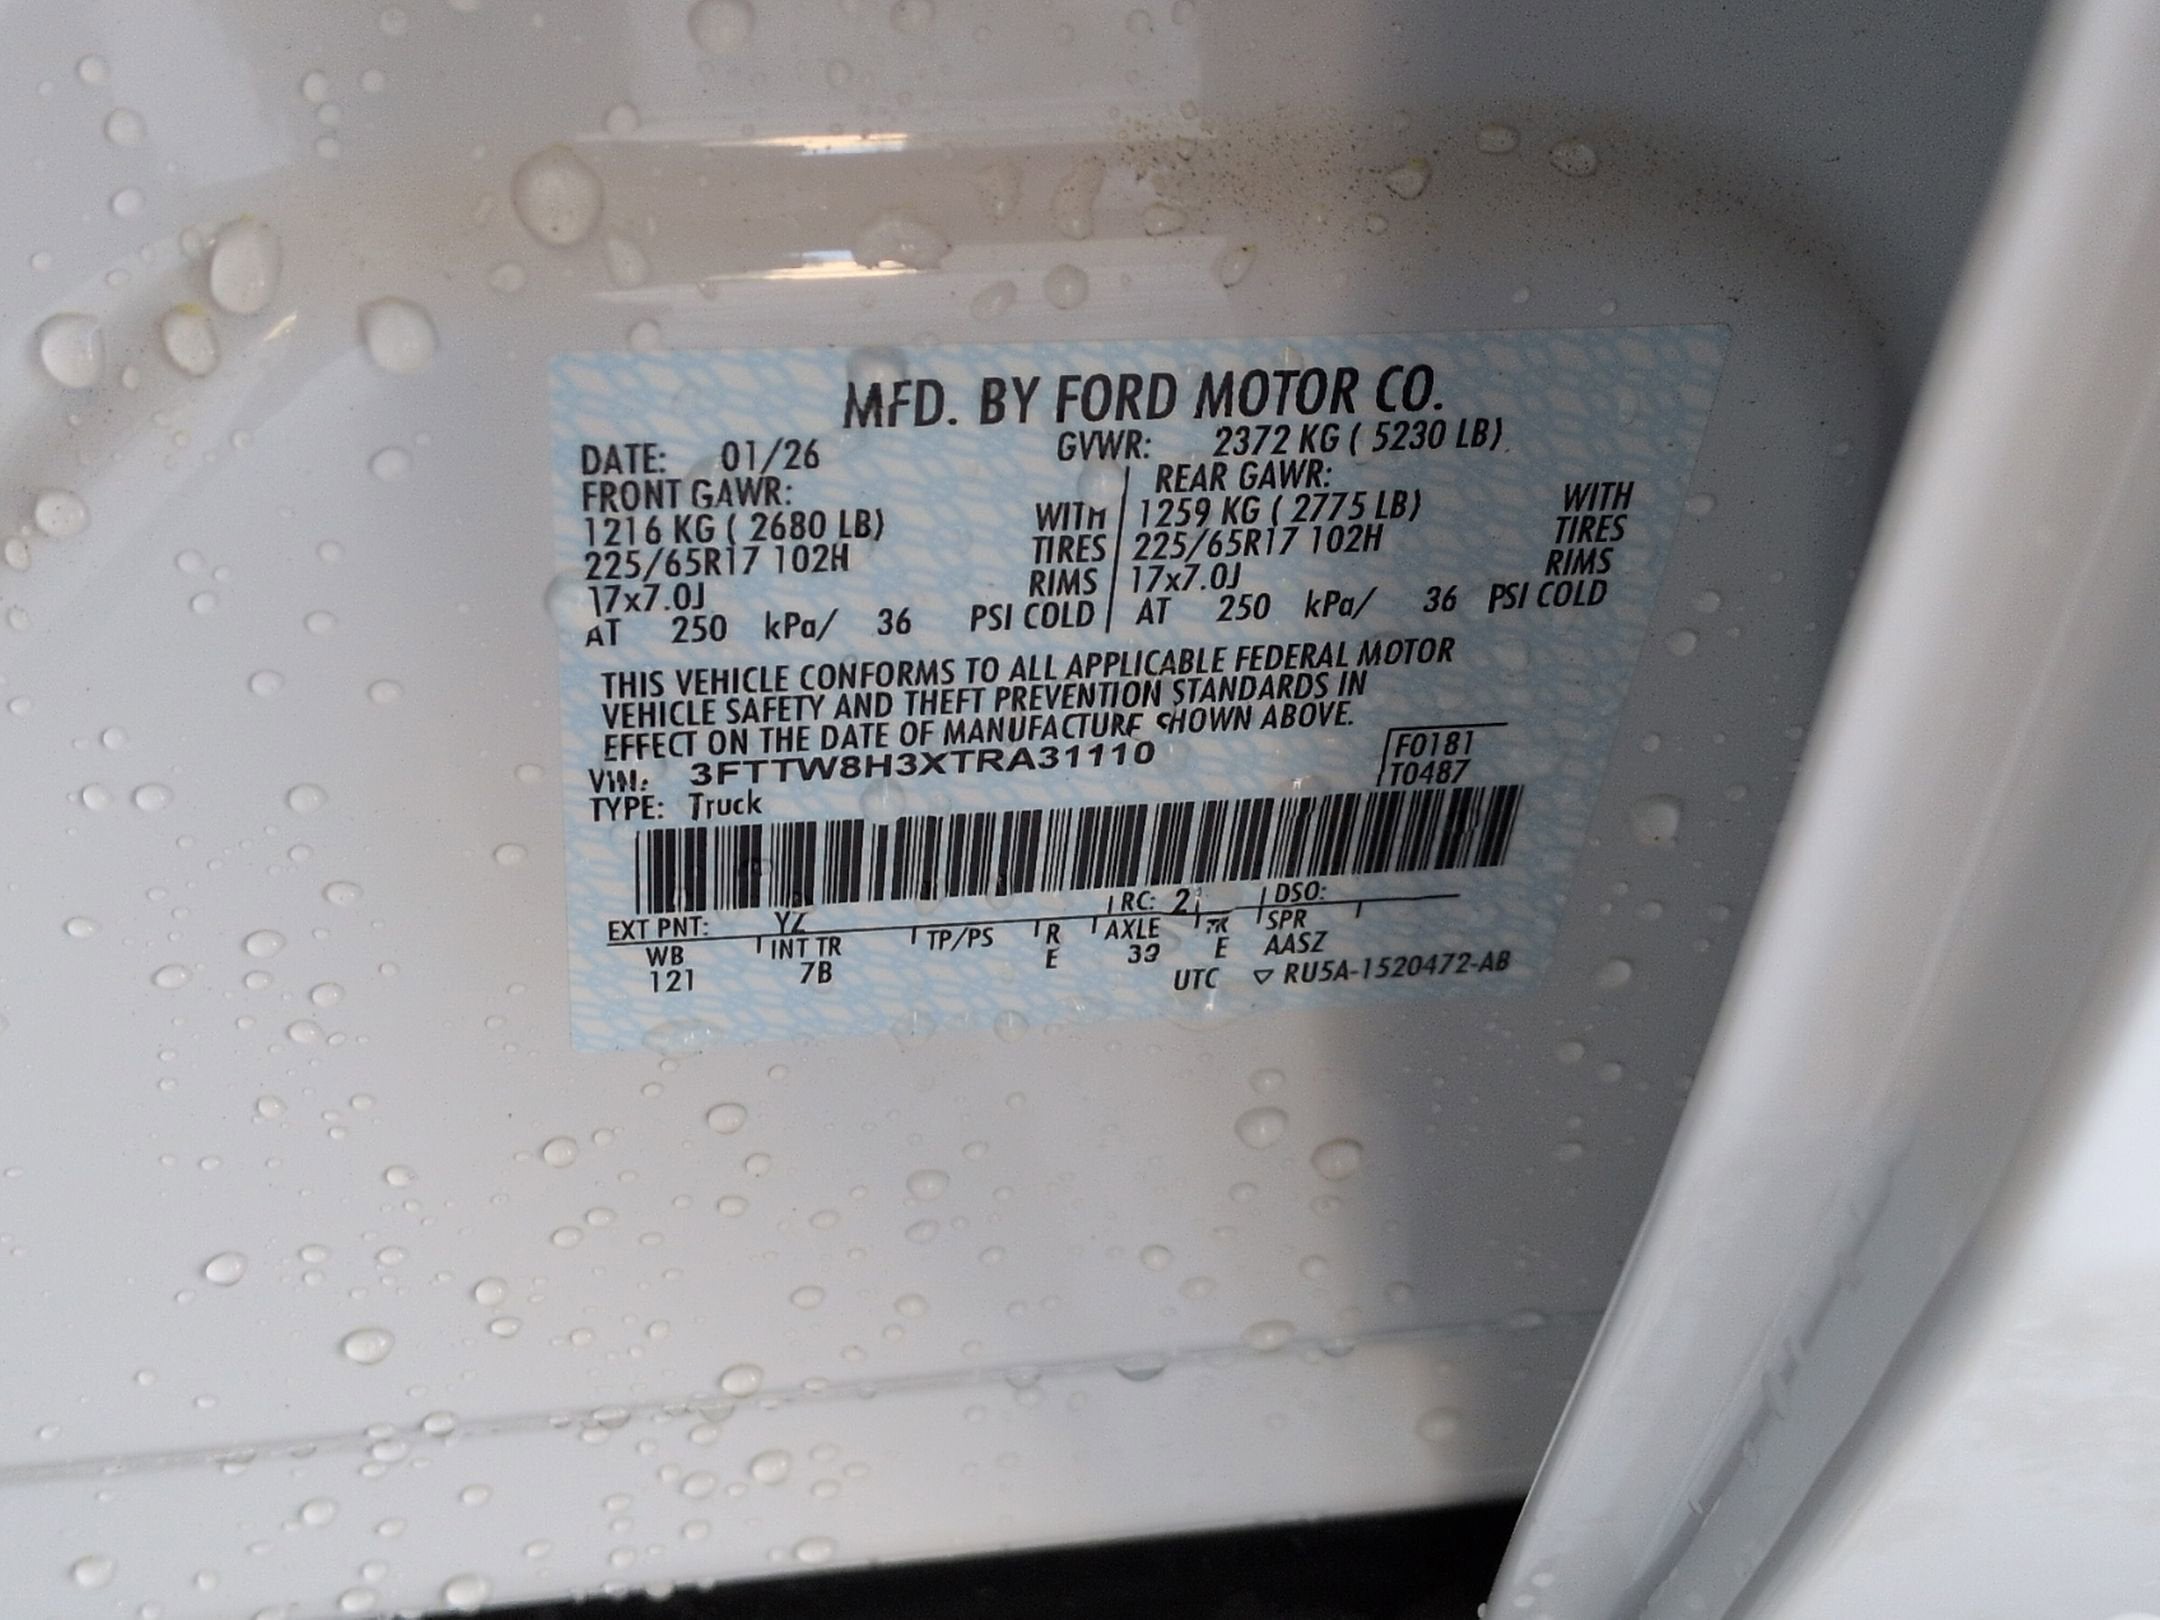 MFD. BY FORD MOTOR CO.
DATE: 01/26 GVWR: 2372 KG ( 5230 LB)
FRONT GAWR: REAR GAWR:
1216 KG ( 2680 LB) WITH 1259 KG ( 2775 LB) WITH
225/65R17 102H TIRES 225/65R17 102H TIRES
17x7.0J RIMS 17x7.0J RIMS
AT 250 kPa/ 36 PSI COLD AT 250 kPa/ 36 PSI COLD
THIS VEHICLE CONFORMS TO ALL APPLICABLE FEDERAL MOTOR
VEHICLE SAFETY AND THEFT PREVENTION STANDARDS IN
EFFECT ON THE DATE OF MANUFACTURE SHOWN ABOVE.
VIN: 3FTTW8H3XTRA31110 F0181
TYPE: Truck T0487
EXT PNT: YZ RC: 21 DSO:
WB INT TR TP/PS R AXLE TR SPR
121 7B E 33 E AASZ
UTC ▽ RU5A-1520472-AB